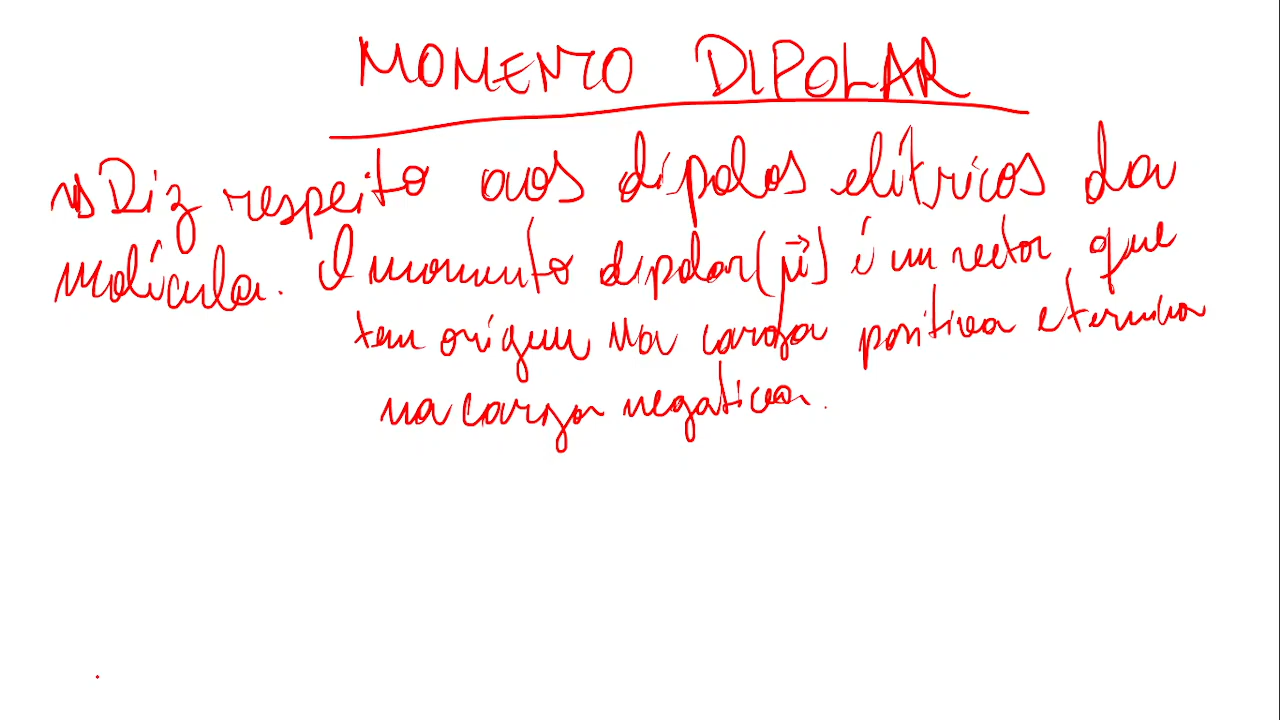 MOMENTO DIPOLAR
Diz respeito aos dipolos elétricos da
molécula. O momento dipolar (μ⃗) é um vetor que
tem origem na carga positiva e termina
na carga negativa.